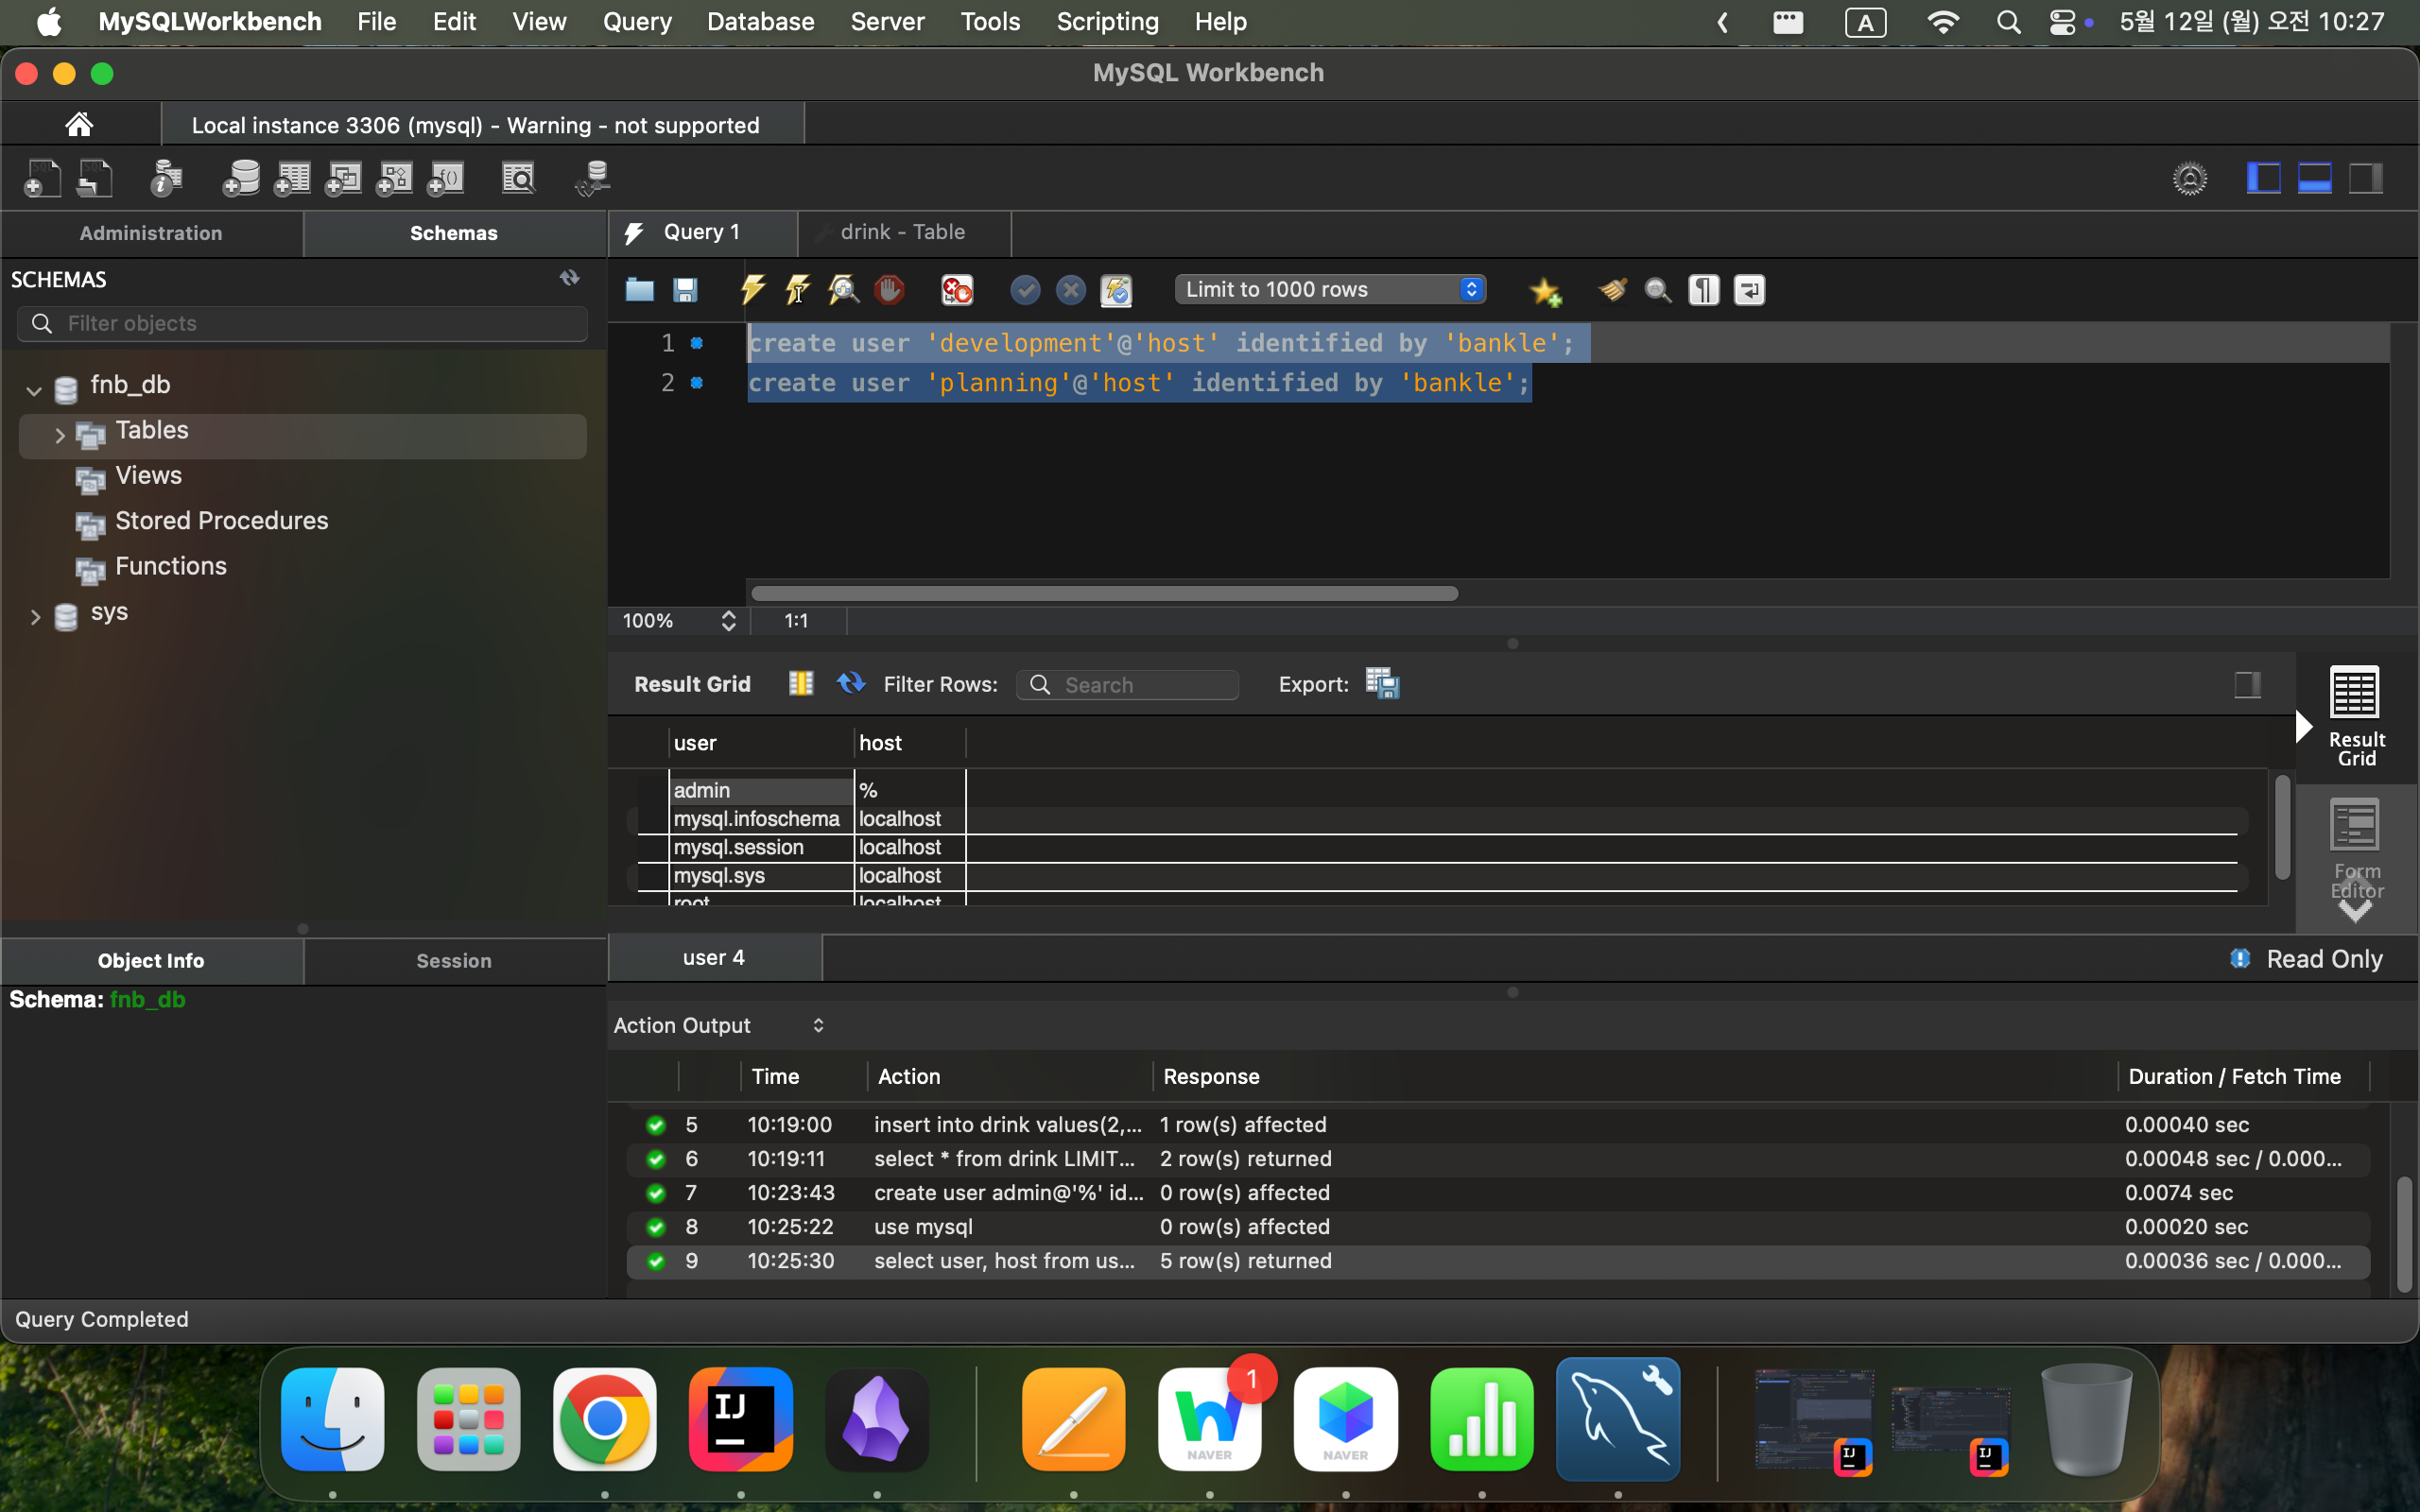 MySQLWorkbench File Edit View Query Database Server Tools Scripting Help A 5월 12일 (월) 오전 10:27
MySQL Workbench
Local instance 3306 (mysql) - Warning - not supported
Administration Schemas
Query 1 drink - Table
SCHEMAS
Filter objects
Limit to 1000 rows
1 create user 'development'@'host' identified by 'bankle';
2 create user 'planning'@'host' identified by 'bankle';
fnb_db
Tables
Views
Stored Procedures
Functions
sys
100% 1:1
Result Grid Filter Rows: Search Export:
Result Grid
Form Editor
user host
admin %
mysql.infoschema localhost
mysql.session localhost
mysql.sys localhost
root localhost
user 4 Read Only
Object Info Session
Schema: fnb_db
Action Output
Time Action Response Duration / Fetch Time
5 10:19:00 insert into drink values(2,... 1 row(s) affected 0.00040 sec
6 10:19:11 select * from drink LIMIT... 2 row(s) returned 0.00048 sec / 0.000...
7 10:23:43 create user admin@'%' id... 0 row(s) affected 0.0074 sec
8 10:25:22 use mysql 0 row(s) affected 0.00020 sec
9 10:25:30 select user, host from us... 5 row(s) returned 0.00036 sec / 0.000...
Query Completed
IJ
W NAVER 1
NAVER
IJ
IJ